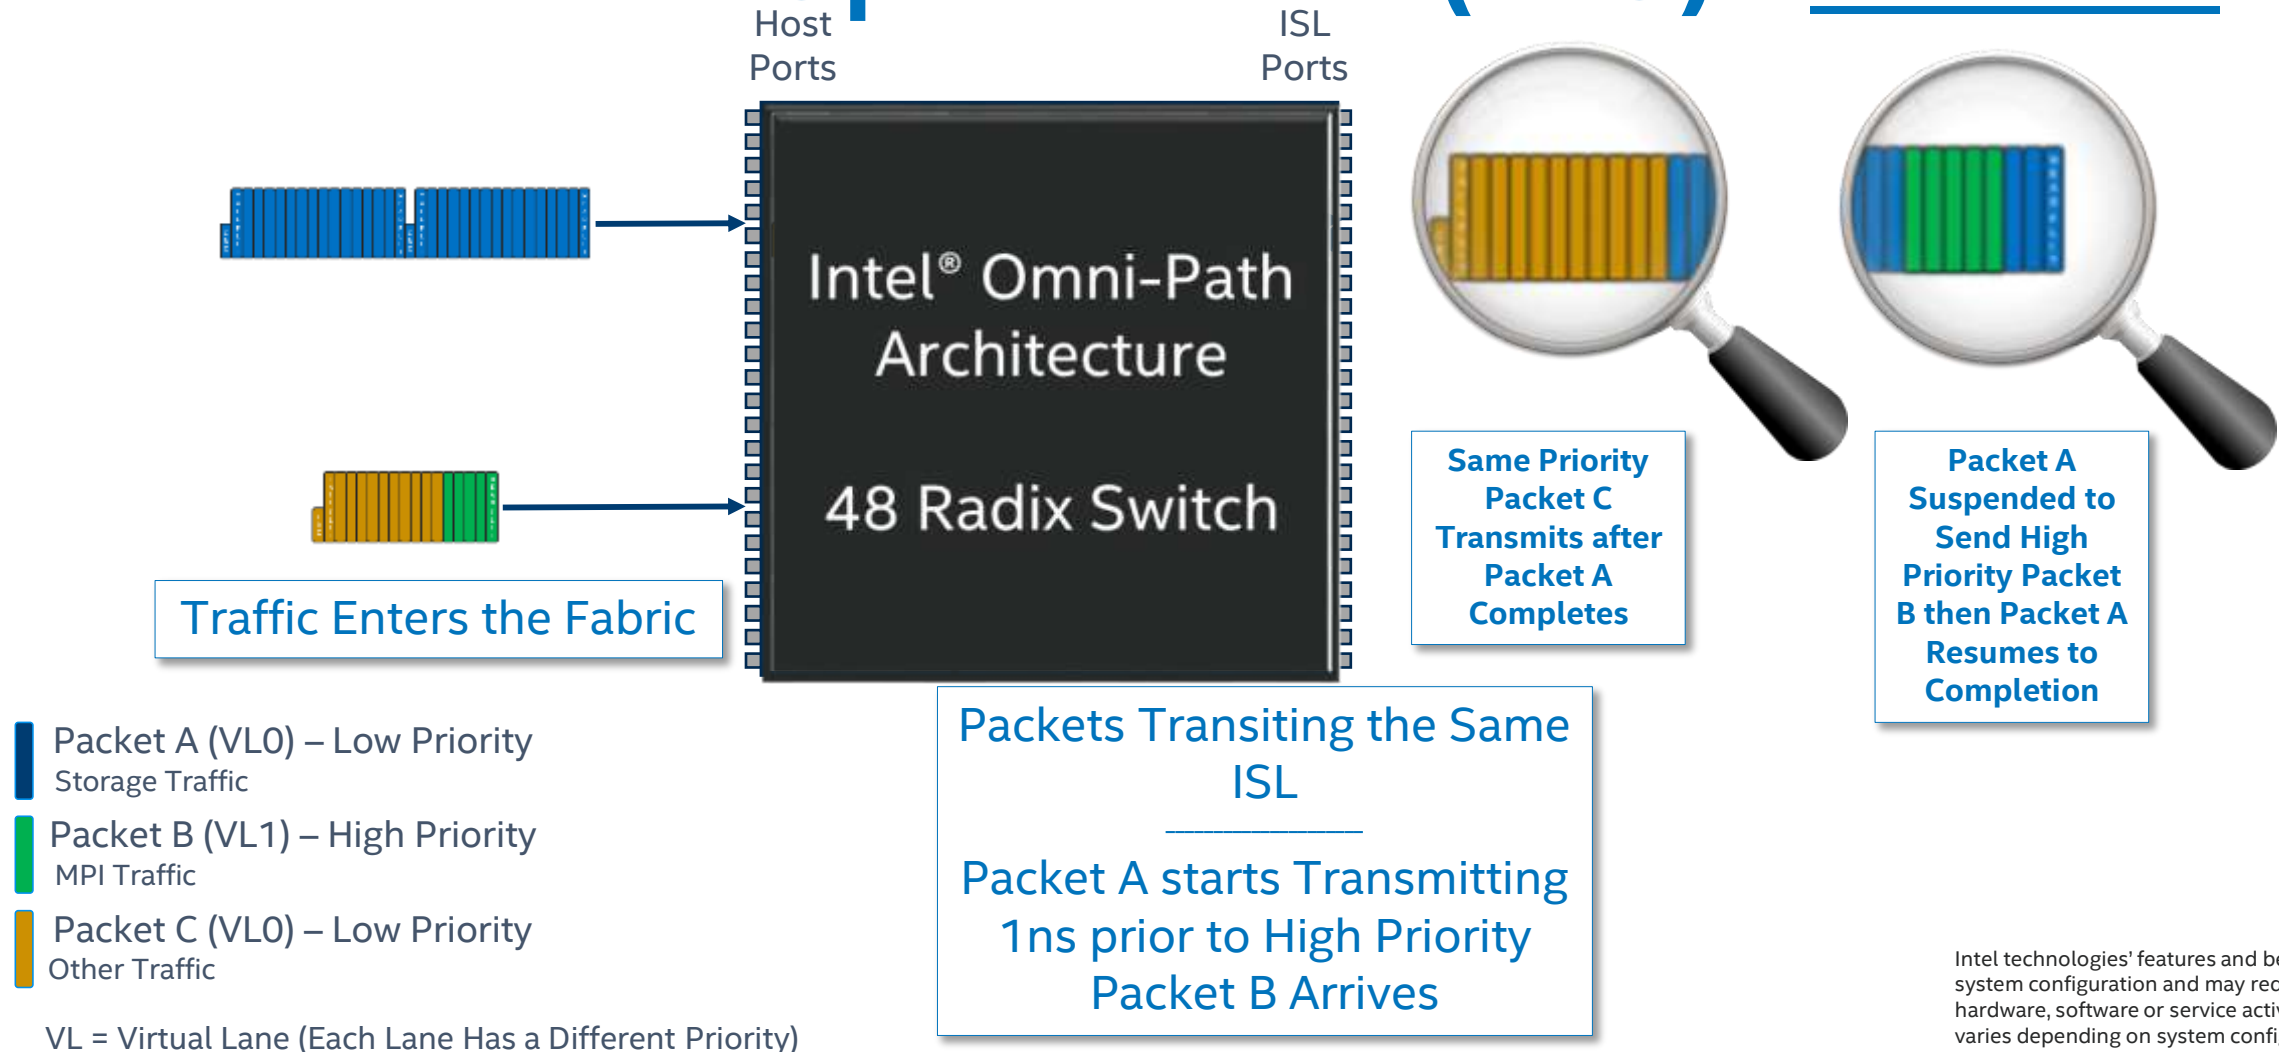 Host
Ports
ISL
Ports
Intel® Omni-Path
Architecture
48 Radix Switch
Traffic Enters the Fabric
Same Priority
Packet C
Transmits after
Packet A
Completes
Packet A
Suspended to
Send High
Priority Packet
B then Packet A
Resumes to
Completion
Packets Transiting the Same
ISL
Packet A starts Transmitting
1ns prior to High Priority
Packet B Arrives
Packet A (VL0) – Low Priority
Storage Traffic
Packet B (VL1) – High Priority
MPI Traffic
Packet C (VL0) – Low Priority
Other Traffic
VL = Virtual Lane (Each Lane Has a Different Priority)
Intel technologies’ features and
system configuration and may
hardware, software or service
varies depending on system